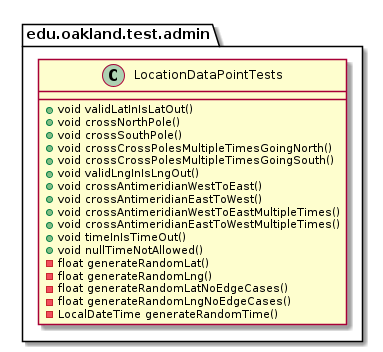 edu.oakland.test.admin
C LocationDataPointTests
void validLatInIsLatOut()
void crossNorthPole()
void crossSouthPole()
void crossCrossPolesMultipleTimesGoingNorth()
void crossCrossPolesMultipleTimesGoingSouth()
void validLngInIsLngOut()
void crossAntimeridianWestToEast()
void crossAntimeridianEastToWest()
void crossAntimeridianWestToEastMultipleTimes()
void crossAntimeridianEastToWestMultipleTimes()
void timeInIsTimeOut()
void nullTimeNotAllowed()
float generateRandomLat()
float generateRandomLng()
float generateRandomLatNoEdgeCases()
float generateRandomLngNoEdgeCases()
LocalDateTime generateRandomTime()